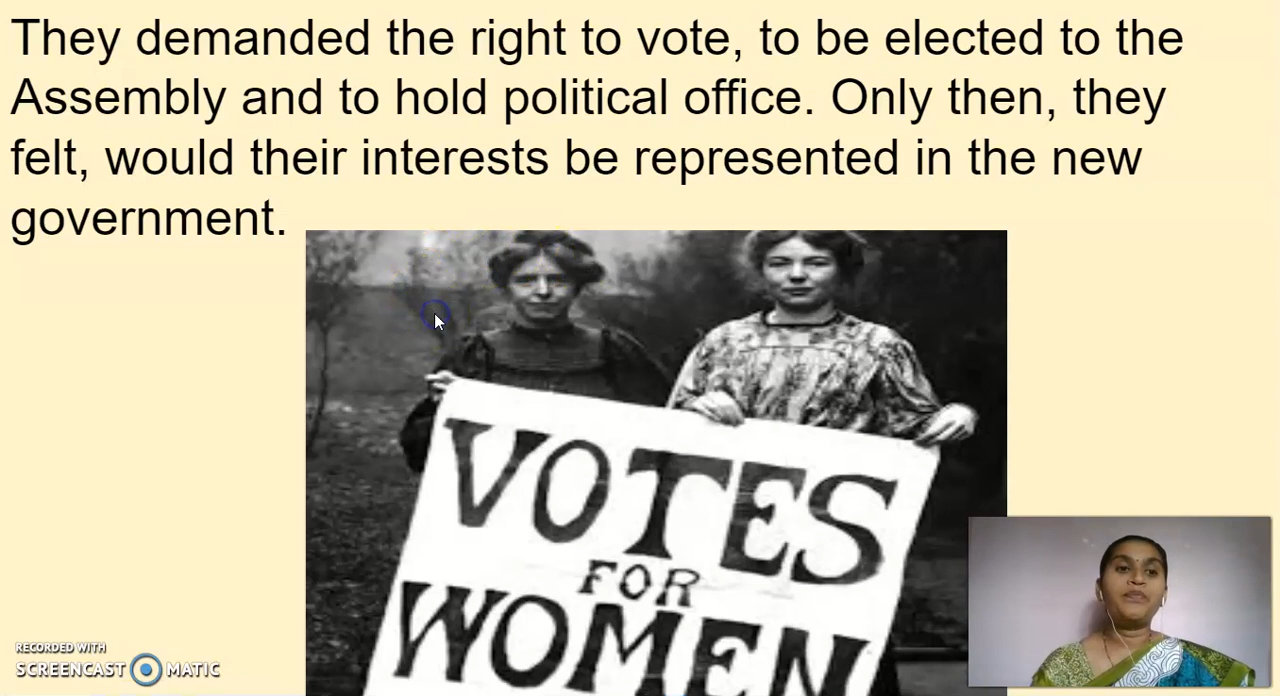 They demanded the right to vote, to be elected to the
Assembly and to hold political office. Only then, they
felt, would their interests be represented in the new
government.
VOTES
FOR
WOMEN
RECORDED WITH
SCREENCAST MATIC